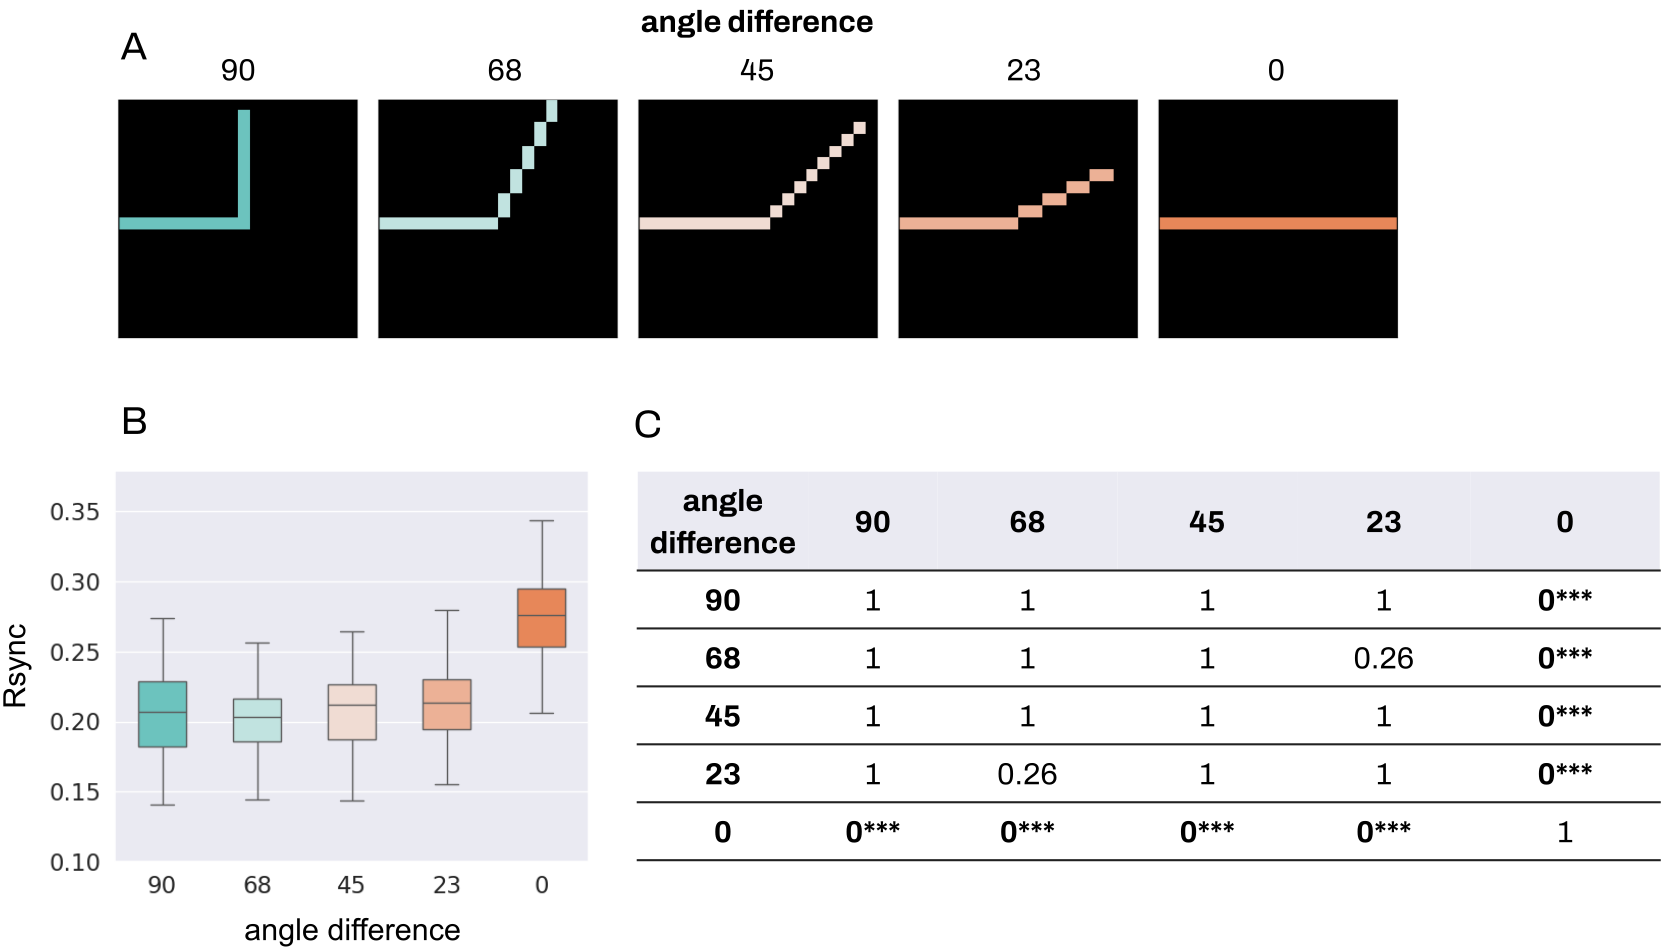 angle difference
A
90 68 45 23 0
B
C
Rsync
0.35
0.30
0.25
0.20
0.15
0.10
90 68 45 23 0
angle difference
angle difference 90 68 45 23 0
90 1 1 1 1 0***
68 1 1 1 0.26 0***
45 1 1 1 1 0***
23 1 0.26 1 1 0***
0 0*** 0*** 0*** 0*** 1